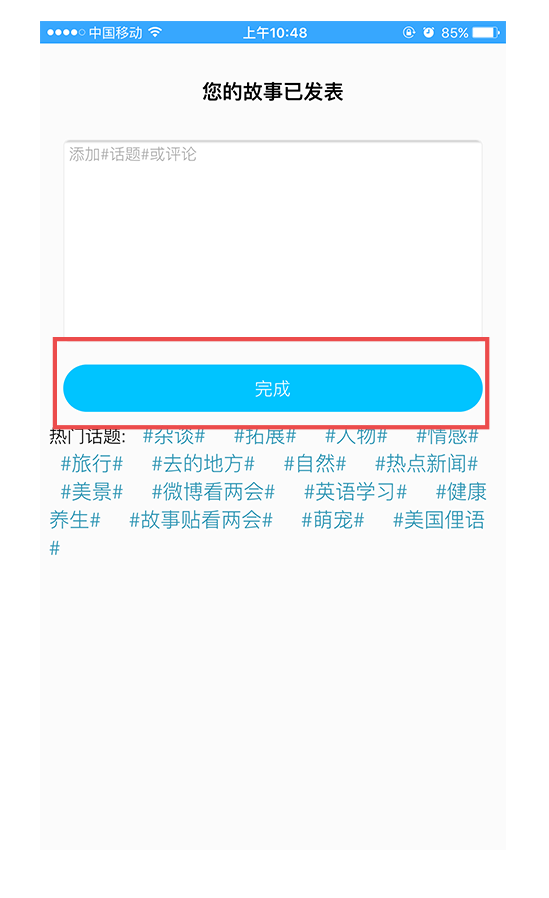 中国移动 上午10:48 85%
您的故事已发表
添加#话题#或评论
完成
热门话题: #杂谈# #拓展# #人物# #情感#
#旅行# #去的地方# #自然# #热点新闻#
#美景# #微博看两会# #英语学习# #健康
养生# #故事贴看两会# #萌宠# #美国俚语
#